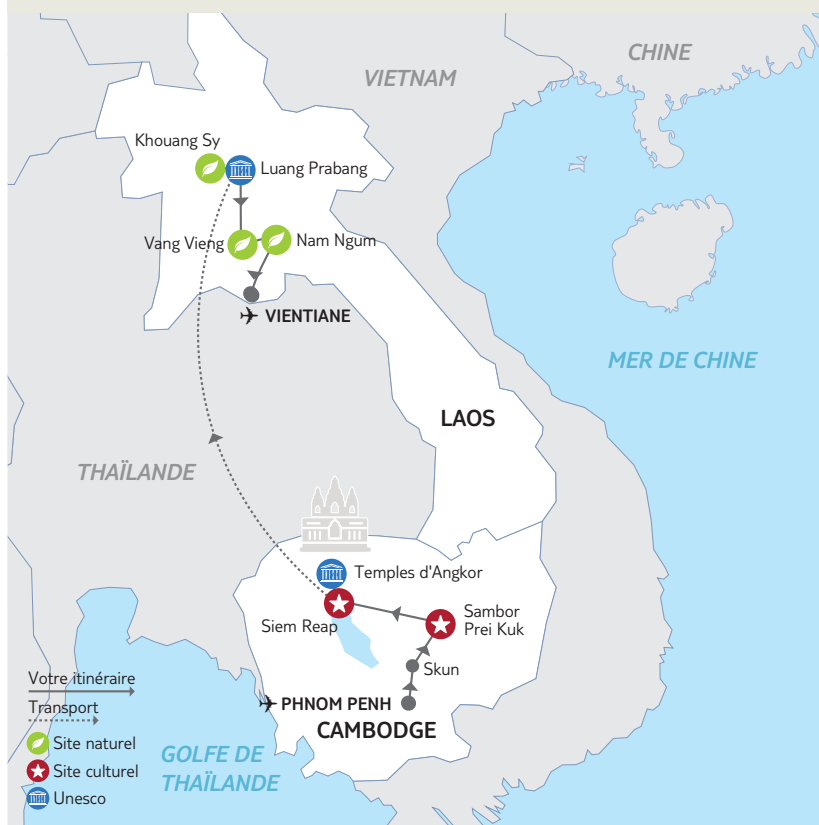 CHINE
VIETNAM
Khouang Sy
Luang Prabang
Vang Vieng
Nam Ngum
VIENTIANE
MER DE CHINE
LAOS
THAÏLANDE
Temples d'Angkor
Siem Reap
Sambor
Prei Kuk
Skun
PHNOM PENH
CAMBODGE
GOLFE DE
THAÏLANDE
Votre itinéraire
Transport
Site naturel
Site culturel
Unesco